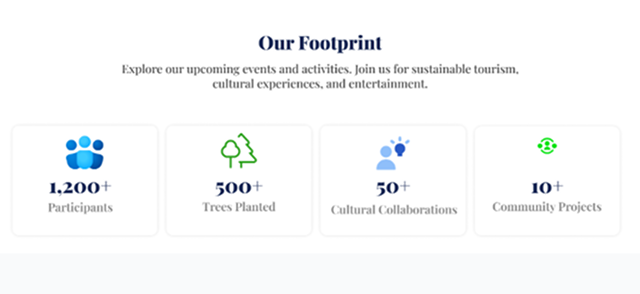 Our Footprint
Explore our upcoming events and activities. Join us for sustainable tourism,
cultural experiences, and entertainment.
1,200+
Participants
500+
Trees Planted
50+
Cultural Collaborations
10+
Community Projects